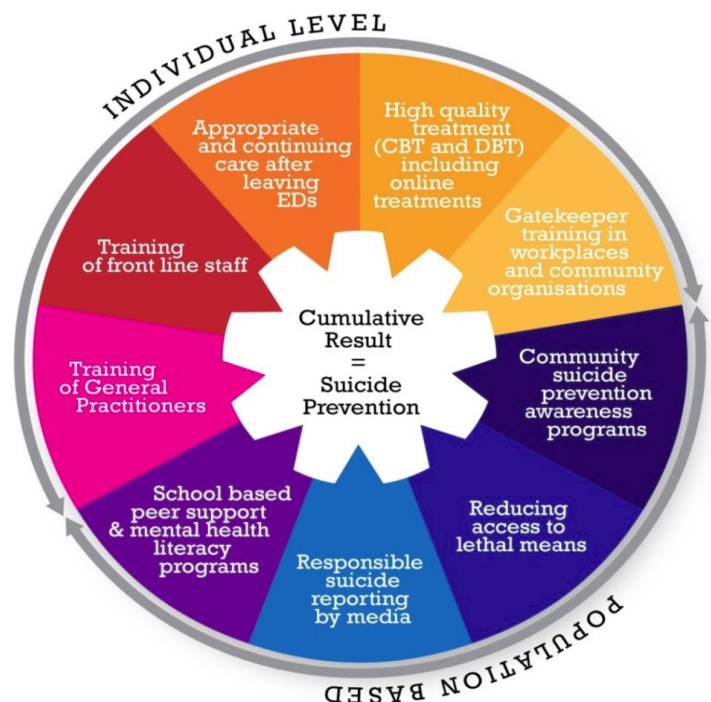 INDIVIDUAL LEVEL
High quality
treatment
(CBT and DBT)
including
online
treatments
Gatekeeper
training in
workplaces
and community
organisations
Community
suicide
prevention
awareness
programs
Reducing
access to
lethal means
Responsible
suicide
reporting
by media
School based
peer support
& mental health
literacy
programs
Training
of General
Practitioners
Training
of front line staff
Appropriate
and continuing
care after
leaving
EDs
Cumulative
Result
=
Suicide
Prevention
POPULATION BASED